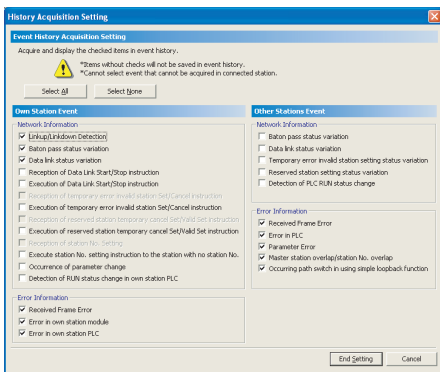 History Acquisition Setting
Event History Acquisition Setting
Acquire and display the checked items in event history.
*Items without checks will not be saved in event history.
*Cannot select event that cannot be acquired in connected station.
Select All
Select None
Own Station Event
Network Information
Linkup/Linkdown Detection
Baton pass status variation
Data link status variation
Reception of Data Link Start/Stop instruction
Execution of Data Link Start/Stop instruction
Reception of temporary error invalid station Set/Cancel instruction
Execution of temporary error invalid station Set/Cancel instruction
Reception of reserved station temporary cancel Set/Valid Set instruction
Execution of reserved station temporary cancel Set/Valid Set instruction
Reception of station No. Setting
Execute station No. setting instruction to the station with no station No.
Occurrence of parameter change
Detection of RUN status change in own station PLC
Error Information
Received Frame Error
Error in own station module
Error in own station PLC
Other Stations Event
Network Information
Baton pass status variation
Data link status variation
Temporary error invalid station setting status variation
Reserved station setting status variation
Detection of PLC RUN status change
Error Information
Received Frame Error
Error in PLC
Parameter Error
Master station overlap/station No. overlap
Occurring path switch in using simple loopback function
End Setting
Cancel